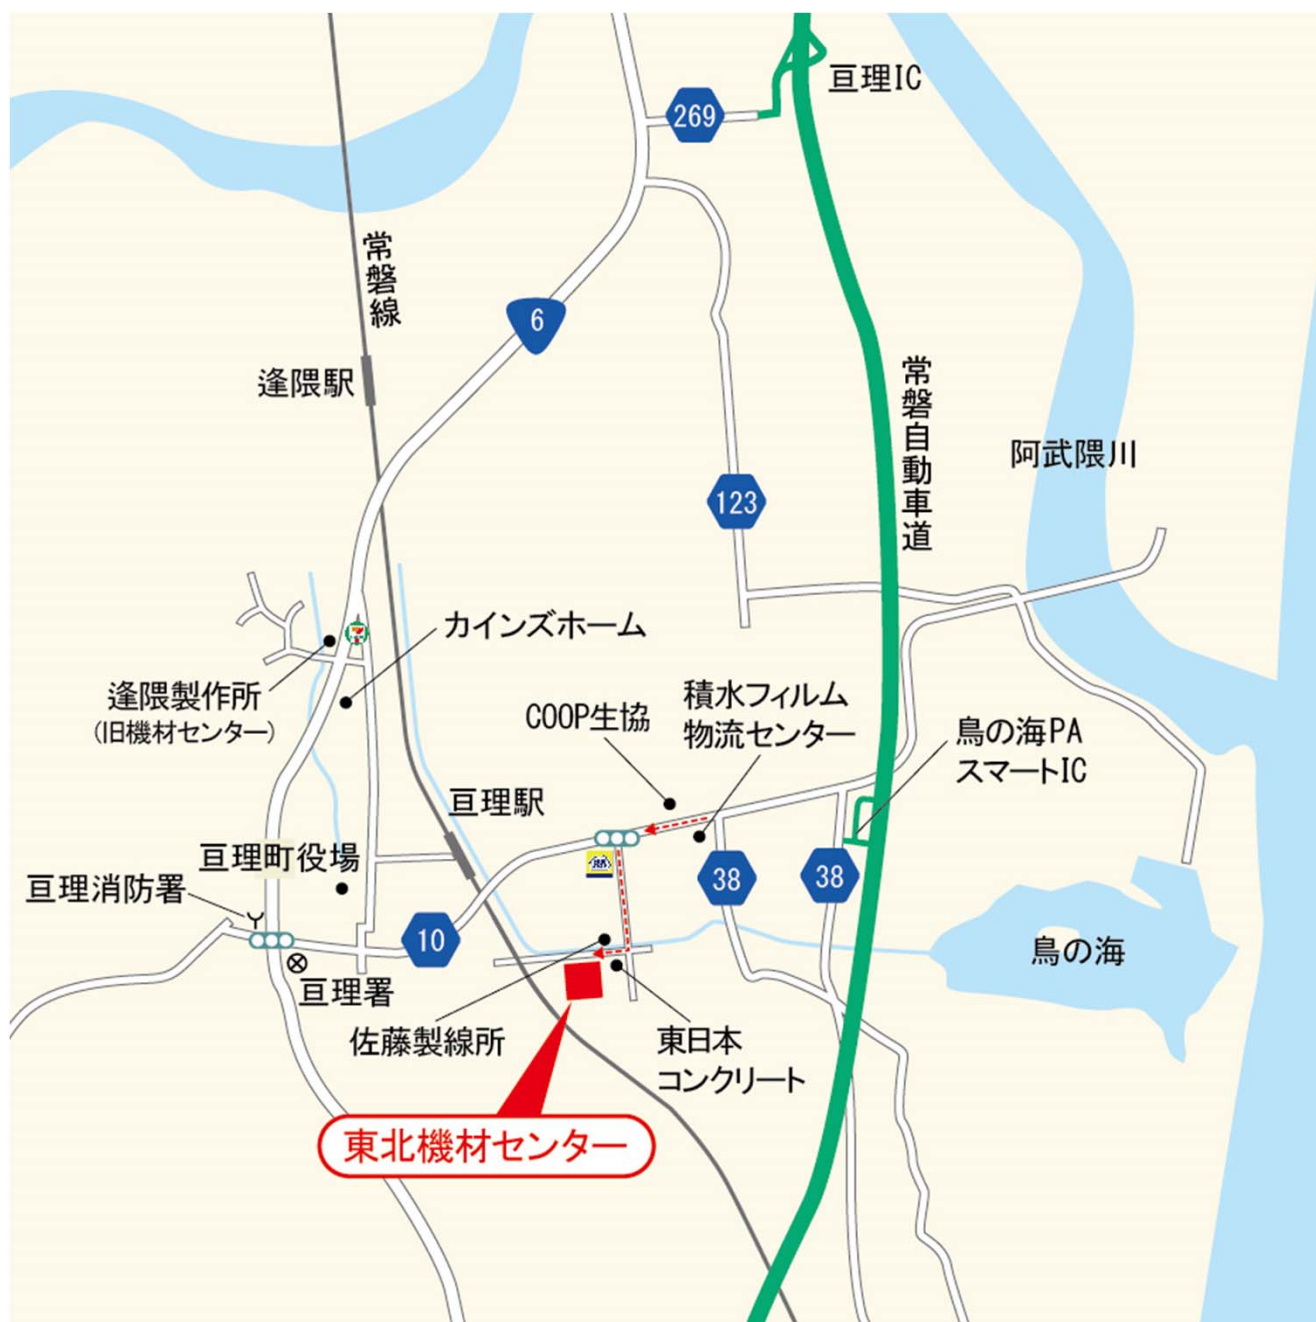 亘理IC
269
常磐線
6
逢隈駅
常磐自動車道
阿武隈川
123
カインズホーム
逢隈製作所
(旧機材センター)
COOP生協
積水フィルム
物流センター
鳥の海PA
スマートIC
亘理駅
亘理町役場
亘理消防署
38
38
10
鳥の海
亘理署
佐藤製線所
東日本
コンクリート
東北機材センター